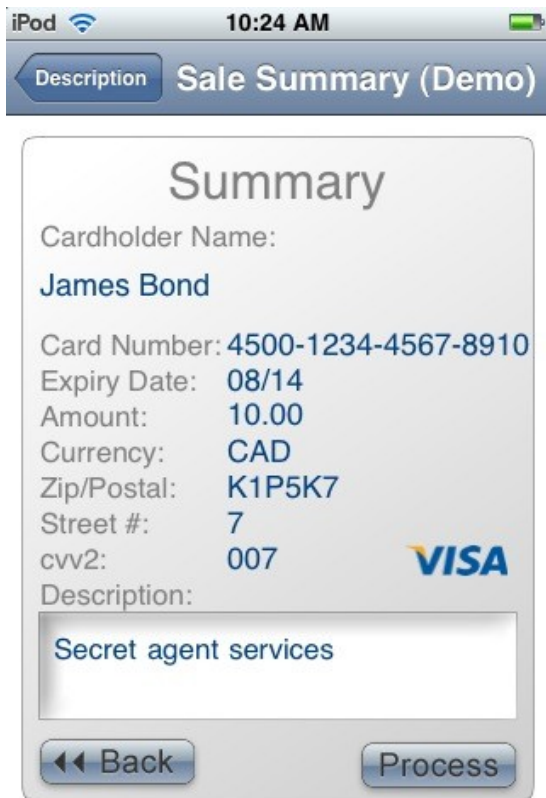 iPod 10:24 AM
Description Sale Summary (Demo)
Summary
Cardholder Name:
James Bond
Card Number: 4500-1234-4567-8910
Expiry Date: 08/14
Amount: 10.00
Currency: CAD
Zip/Postal: K1P5K7
Street #: 7
cvv2: 007 VISA
Description:
Secret agent services
Back Process